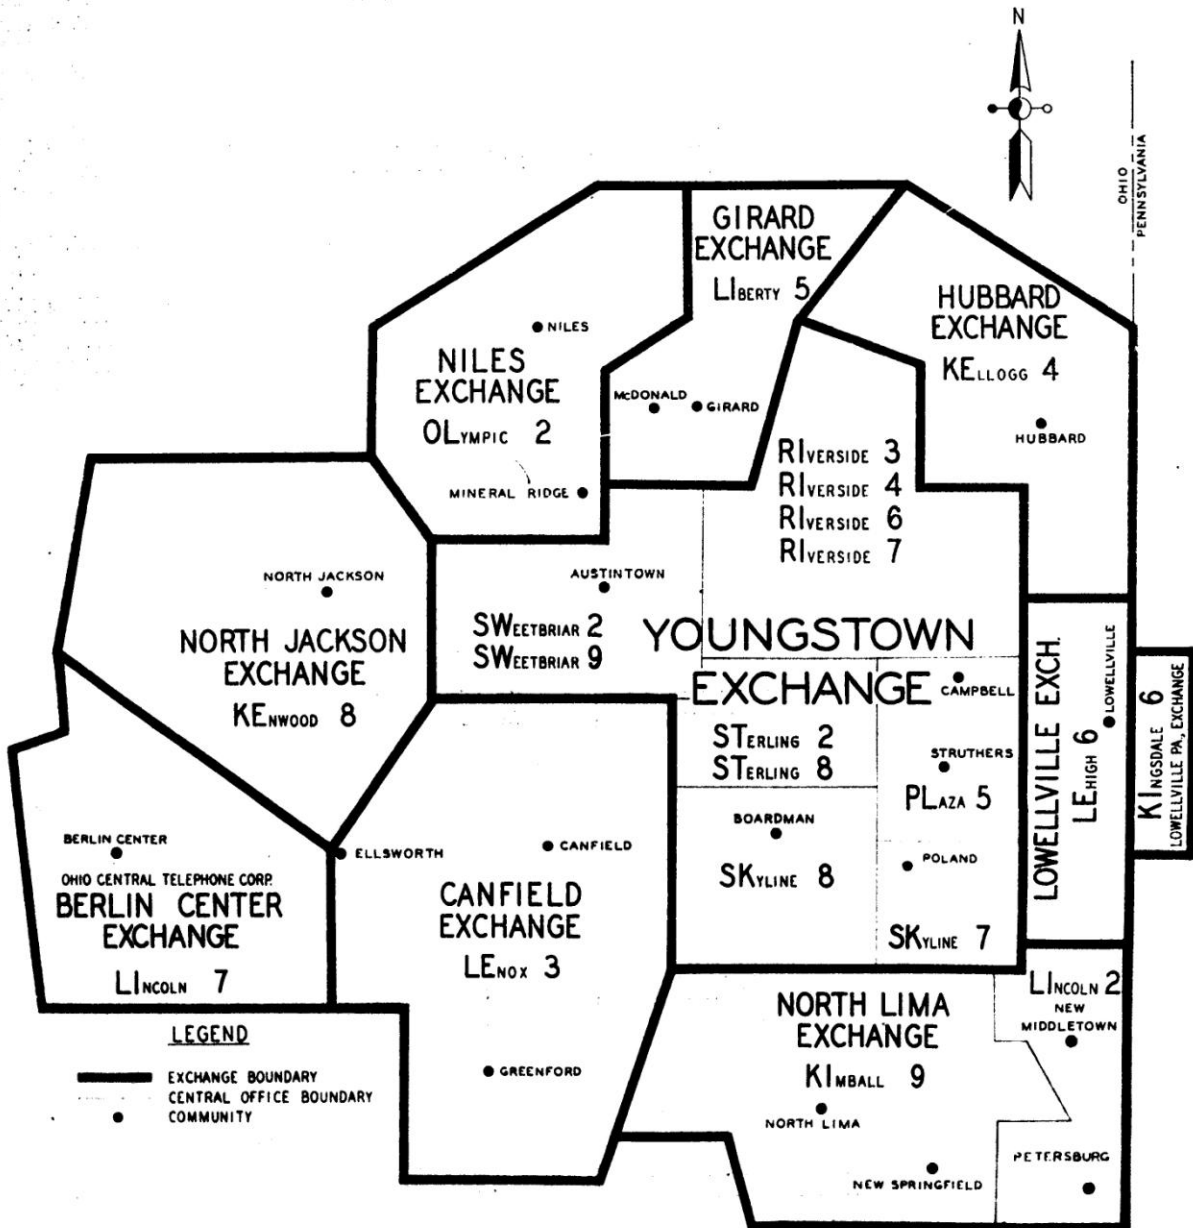 N
OHIO
PENNSYLVANIA
GIRARD
EXCHANGE
LIBERTY 5
HUBBARD
EXCHANGE
KELLOGG 4
HUBBARD
NILES
NILES
EXCHANGE
OLYMPIC 2
MINERAL RIDGE
McDONALD
GIRARD
RIVERSIDE 3
RIVERSIDE 4
RIVERSIDE 6
RIVERSIDE 7
NORTH JACKSON
NORTH JACKSON
EXCHANGE
KENWOOD 8
AUSTINTOWN
SWEETBRIAR 2
SWEETBRIAR 9
YOUNGSTOWN
EXCHANGE
CAMPBELL
STERLING 2
STERLING 8
STRUTHERS
PLAZA 5
BOARDMAN
SKYLINE 8
POLAND
SKYLINE 7
LOWELLVILLE EXCH.
LEHIGH 6
LOWELLVILLE
KINGSDALE 6
LOWELLVILLE PA., EXCHANGE
BERLIN CENTER
OHIO CENTRAL TELEPHONE CORP.
BERLIN CENTER
EXCHANGE
LINCOLN 7
ELLSWORTH
CANFIELD
CANFIELD
EXCHANGE
LENOX 3
GREENFORD
NORTH LIMA
EXCHANGE
KIMBALL 9
NORTH LIMA
NEW SPRINGFIELD
LINCOLN 2
NEW
MIDDLETOWN
PETERSBURG
LEGEND
EXCHANGE BOUNDARY
CENTRAL OFFICE BOUNDARY
COMMUNITY